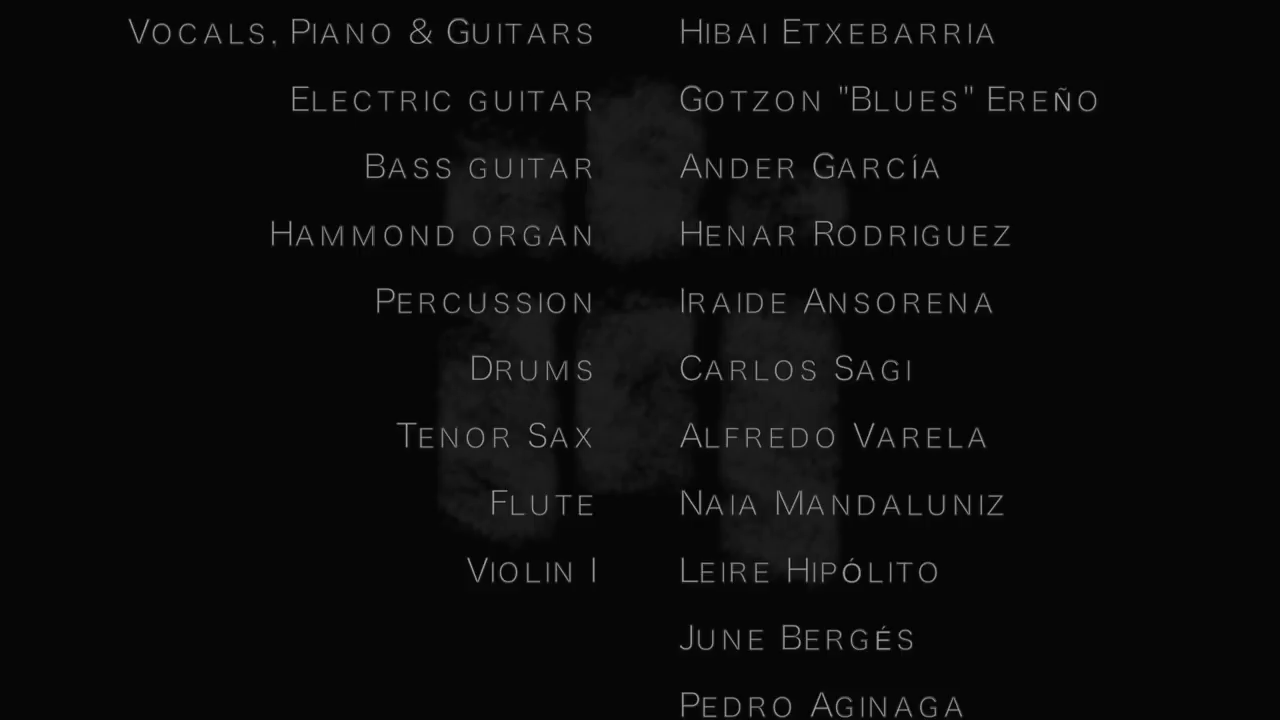 Vocals, Piano & Guitars Hibai Etxebarria
Electric guitar Gotzon "Blues" Ereño
Bass guitar Ander García
Hammond organ Henar Rodriguez
Percussion Iraide Ansorena
Drums Carlos Sagi
Tenor Sax Alfredo Varela
Flute Naia Mandaluniz
Violin I Leire Hipólito
June Bergés
Pedro Aginaga